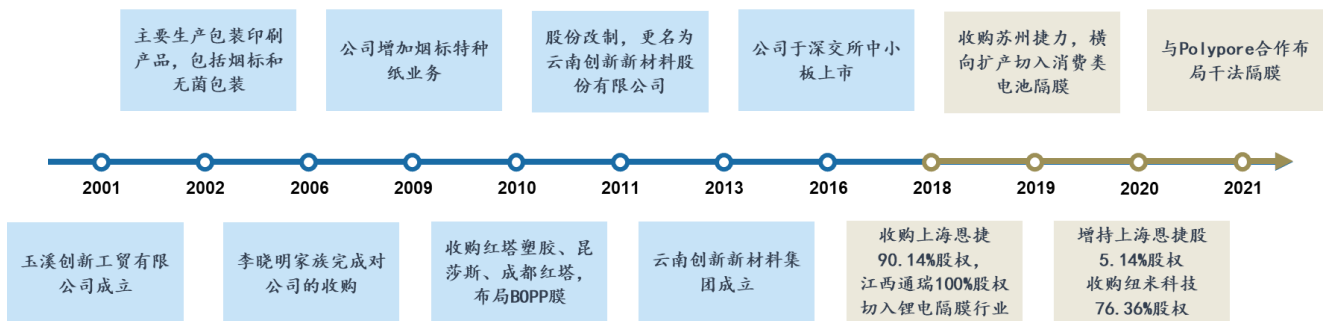 主要生产包装印刷
产品，包括烟标和
无菌包装
公司增加烟标特种
纸业务
股份改制，更名为
云南创新新材料股
份有限公司
公司于深交所中小
板上市
收购苏州捷力，横
向扩产切入消费类
电池隔膜
与Polypore合作布
局干法隔膜
2001
2002
2006
2009
2010
2011
2013
2016
2018
2019
2020
2021
玉溪创新工贸有限
公司成立
李晓明家族完成对
公司的收购
收购红塔塑胶、昆
莎斯、成都红塔，
布局BOPP膜
云南创新新材料集
团成立
收购上海恩捷
90.14%股权，
江西通瑞100%股权
切入锂电隔膜行业
增持上海恩捷股
5.14%股权
收购纽米科技
76.36%股权